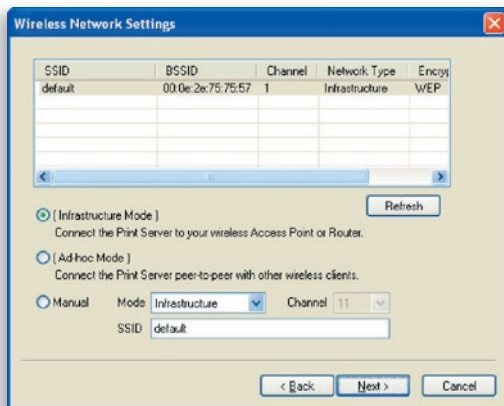 Wireless Network Settings
SSID BSSID Channel Network Type Encryp
default 00:0e:2e:75:75:57 1 Infrastructure WEP
Refresh
( Infrastructure Mode )
Connect the Print Server to your wireless Access Point or Router.
( Ad-hoc Mode )
Connect the Print Server peer-to-peer with other wireless clients.
Manual Mode Infrastructure Channel 11
SSID default
< Back Next > Cancel